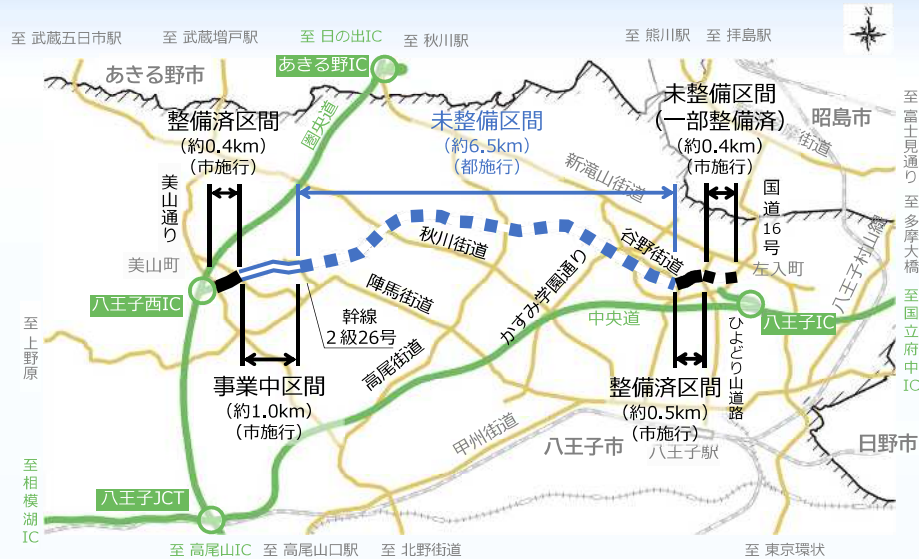 N
至 武蔵五日市駅
至 武蔵増戸駅
至 日の出IC
至 秋川駅
至 熊川駅
至 拝島駅
あきる野市
あきる野IC
昭島市
整備済区間
(約0.4km)
(市施行)
圏央道
未整備区間
(約6.5km)
(都施行)
未整備区間
(一部整備済)
(約0.4km)
(市施行)
街道
至 富士見通り
新滝山街道
美山通り
国道16号
至 多摩大橋
秋川街道
谷野街道
八王子村山線
美山町
左入町
陣馬街道
かすみ学園通り
八王子西IC
中央道
八王子IC
至 国立府中IC
幹線
2級26号
至 上野原
高尾街道
ひよどり山道路
事業中区間
(約1.0km)
(市施行)
整備済区間
(約0.5km)
(市施行)
甲州街道
八王子市
八王子駅
日野市
至 相模湖IC
八王子JCT
至 高尾山IC
至 高尾山口駅
至 北野街道
至 東京環状